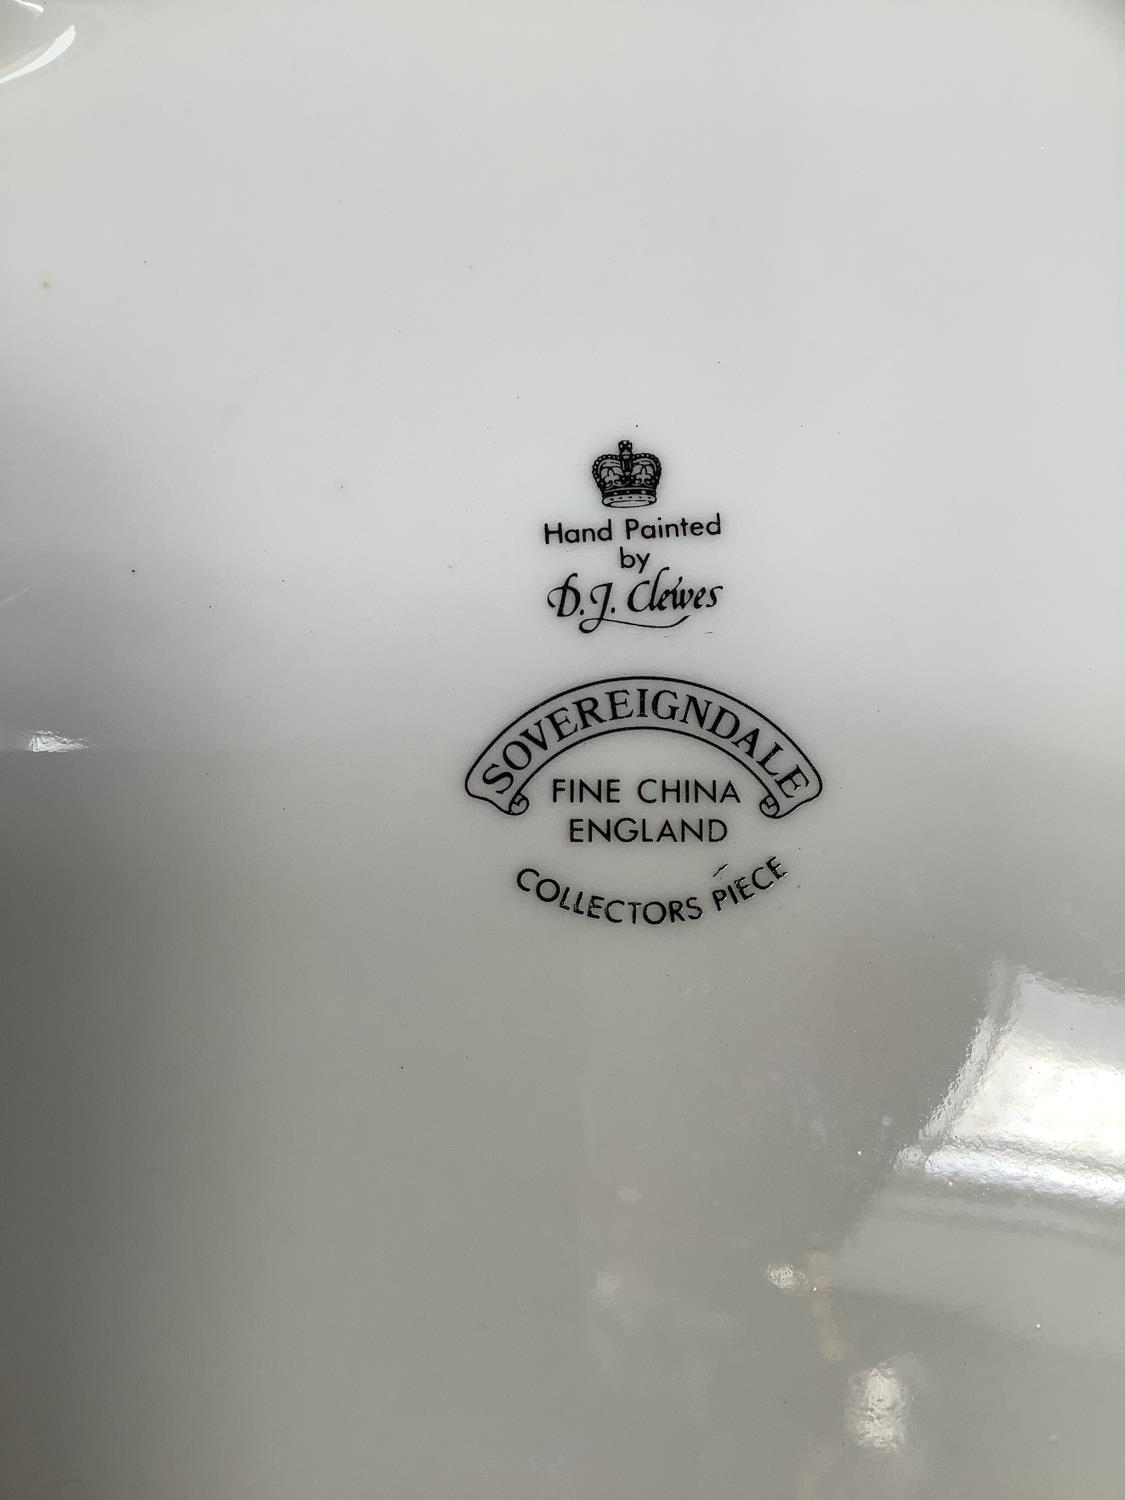 Hand Painted
by
D.J. Clewes
SOVEREIGNDALE
FINE CHINA
ENGLAND
COLLECTORS PIECE